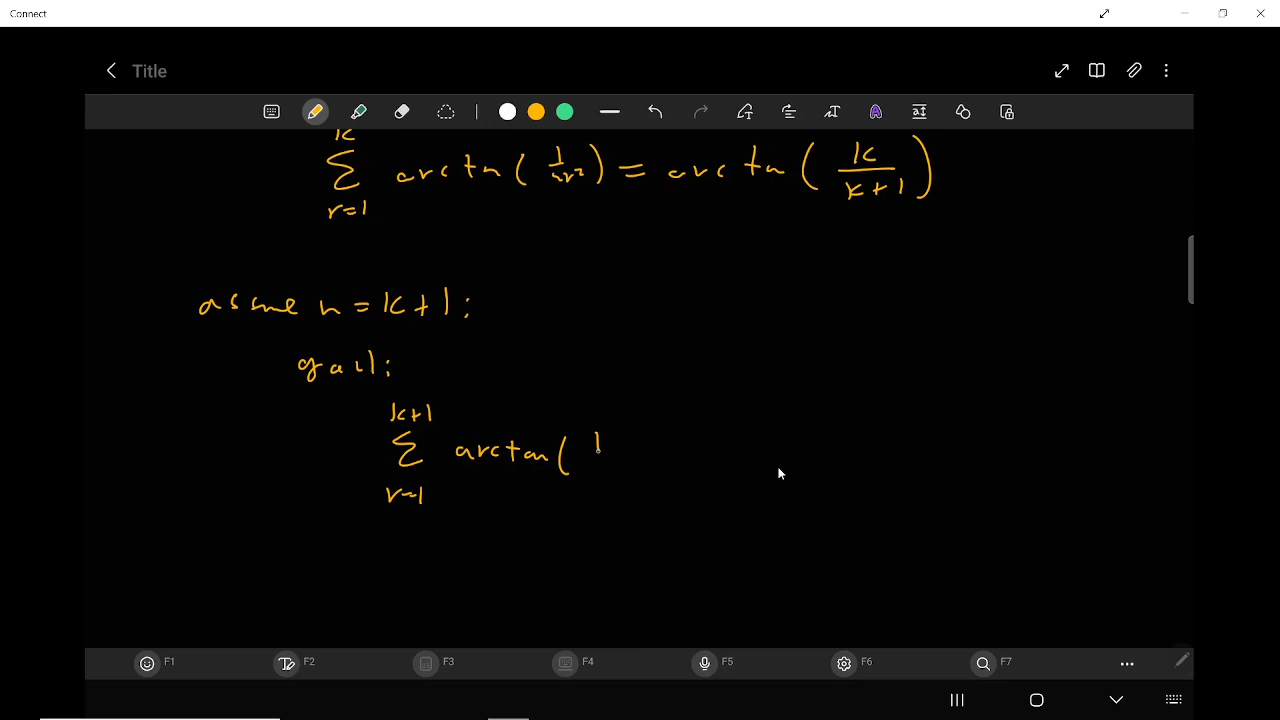 Connect
Title
k
∑ arctan( 1/2r² ) = arctan( k/k+1 )
r=1
assume n = k+1 :
goal :
k+1
∑ arctan( 1
r=1
F1 F2 F3 F4 F5 F6 F7